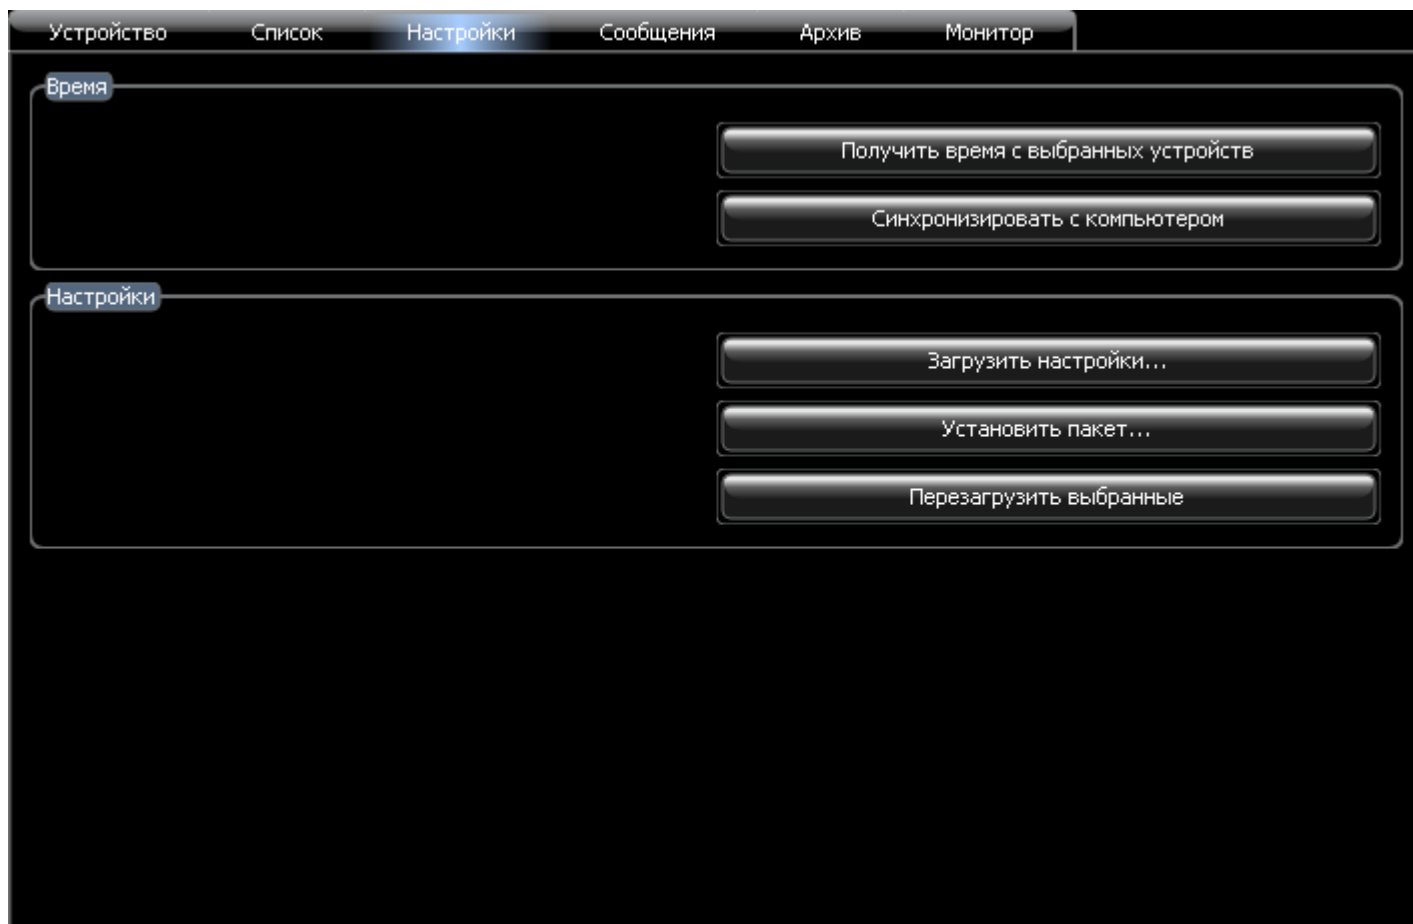 Устройство Список Настройки Сообщения Архив Монитор
Время
Получить время с выбранных устройств
Синхронизировать с компьютером
Настройки
Загрузить настройки...
Установить пакет...
Перезагрузить выбранные